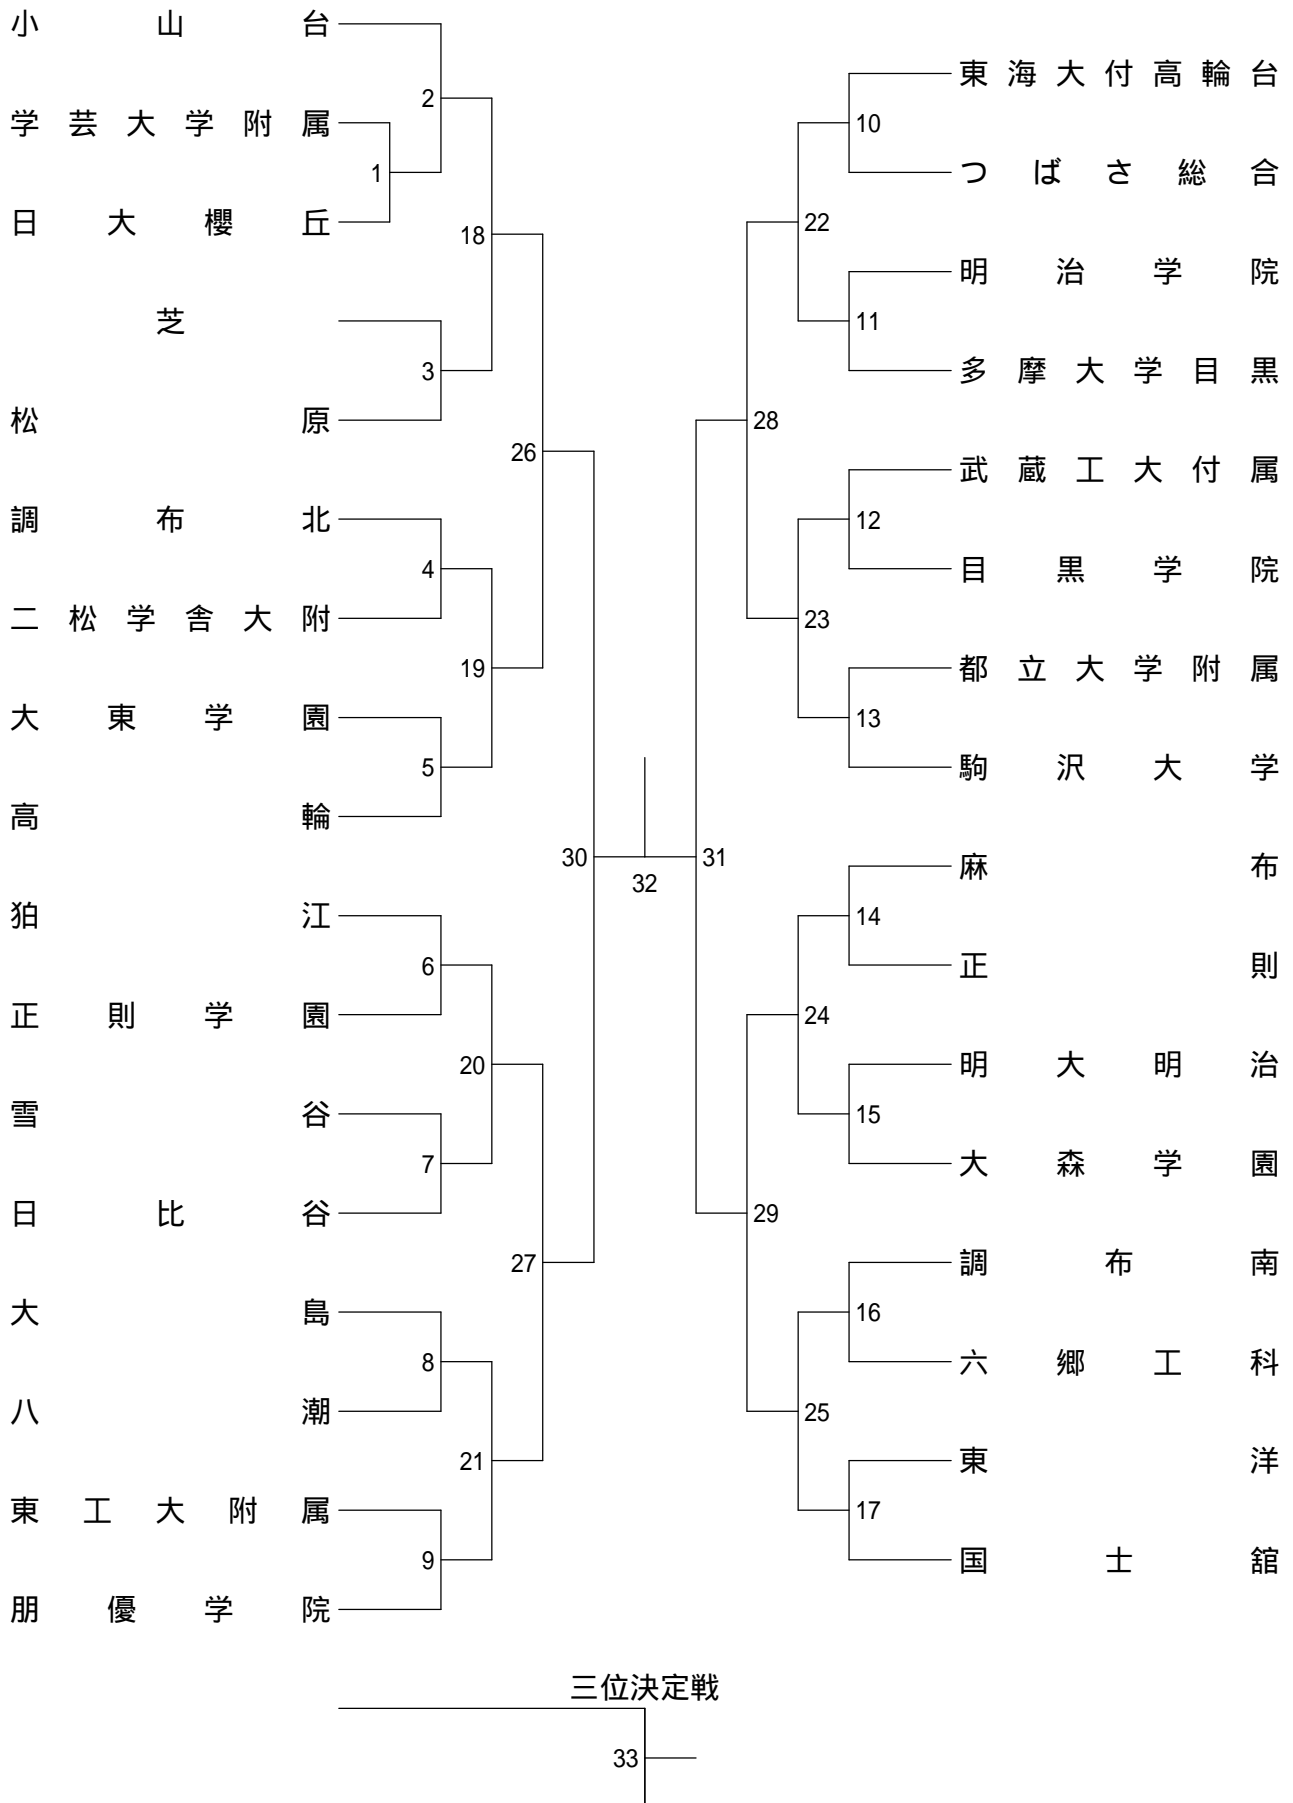 小山台
学芸大学附属
日大櫻丘
芝
松原
調布北
二松学舎大附
大東学園
高輪
狛江
正則学園
雪谷
日比谷
大島
八潮
東工大附属
朋優学院
1
2
3
4
5
6
7
8
9
18
19
20
21
26
27
30
32
31
28
29
22
23
24
25
10
11
12
13
14
15
16
17
東海大付高輪台
つばさ総合
明治学院
多摩大学目黒
武蔵工大付属
目黒学院
都立大学附属
駒沢大学
麻布
正則
明大明治
大森学園
調布南
六郷工科
東洋
国士舘
三位決定戦
33